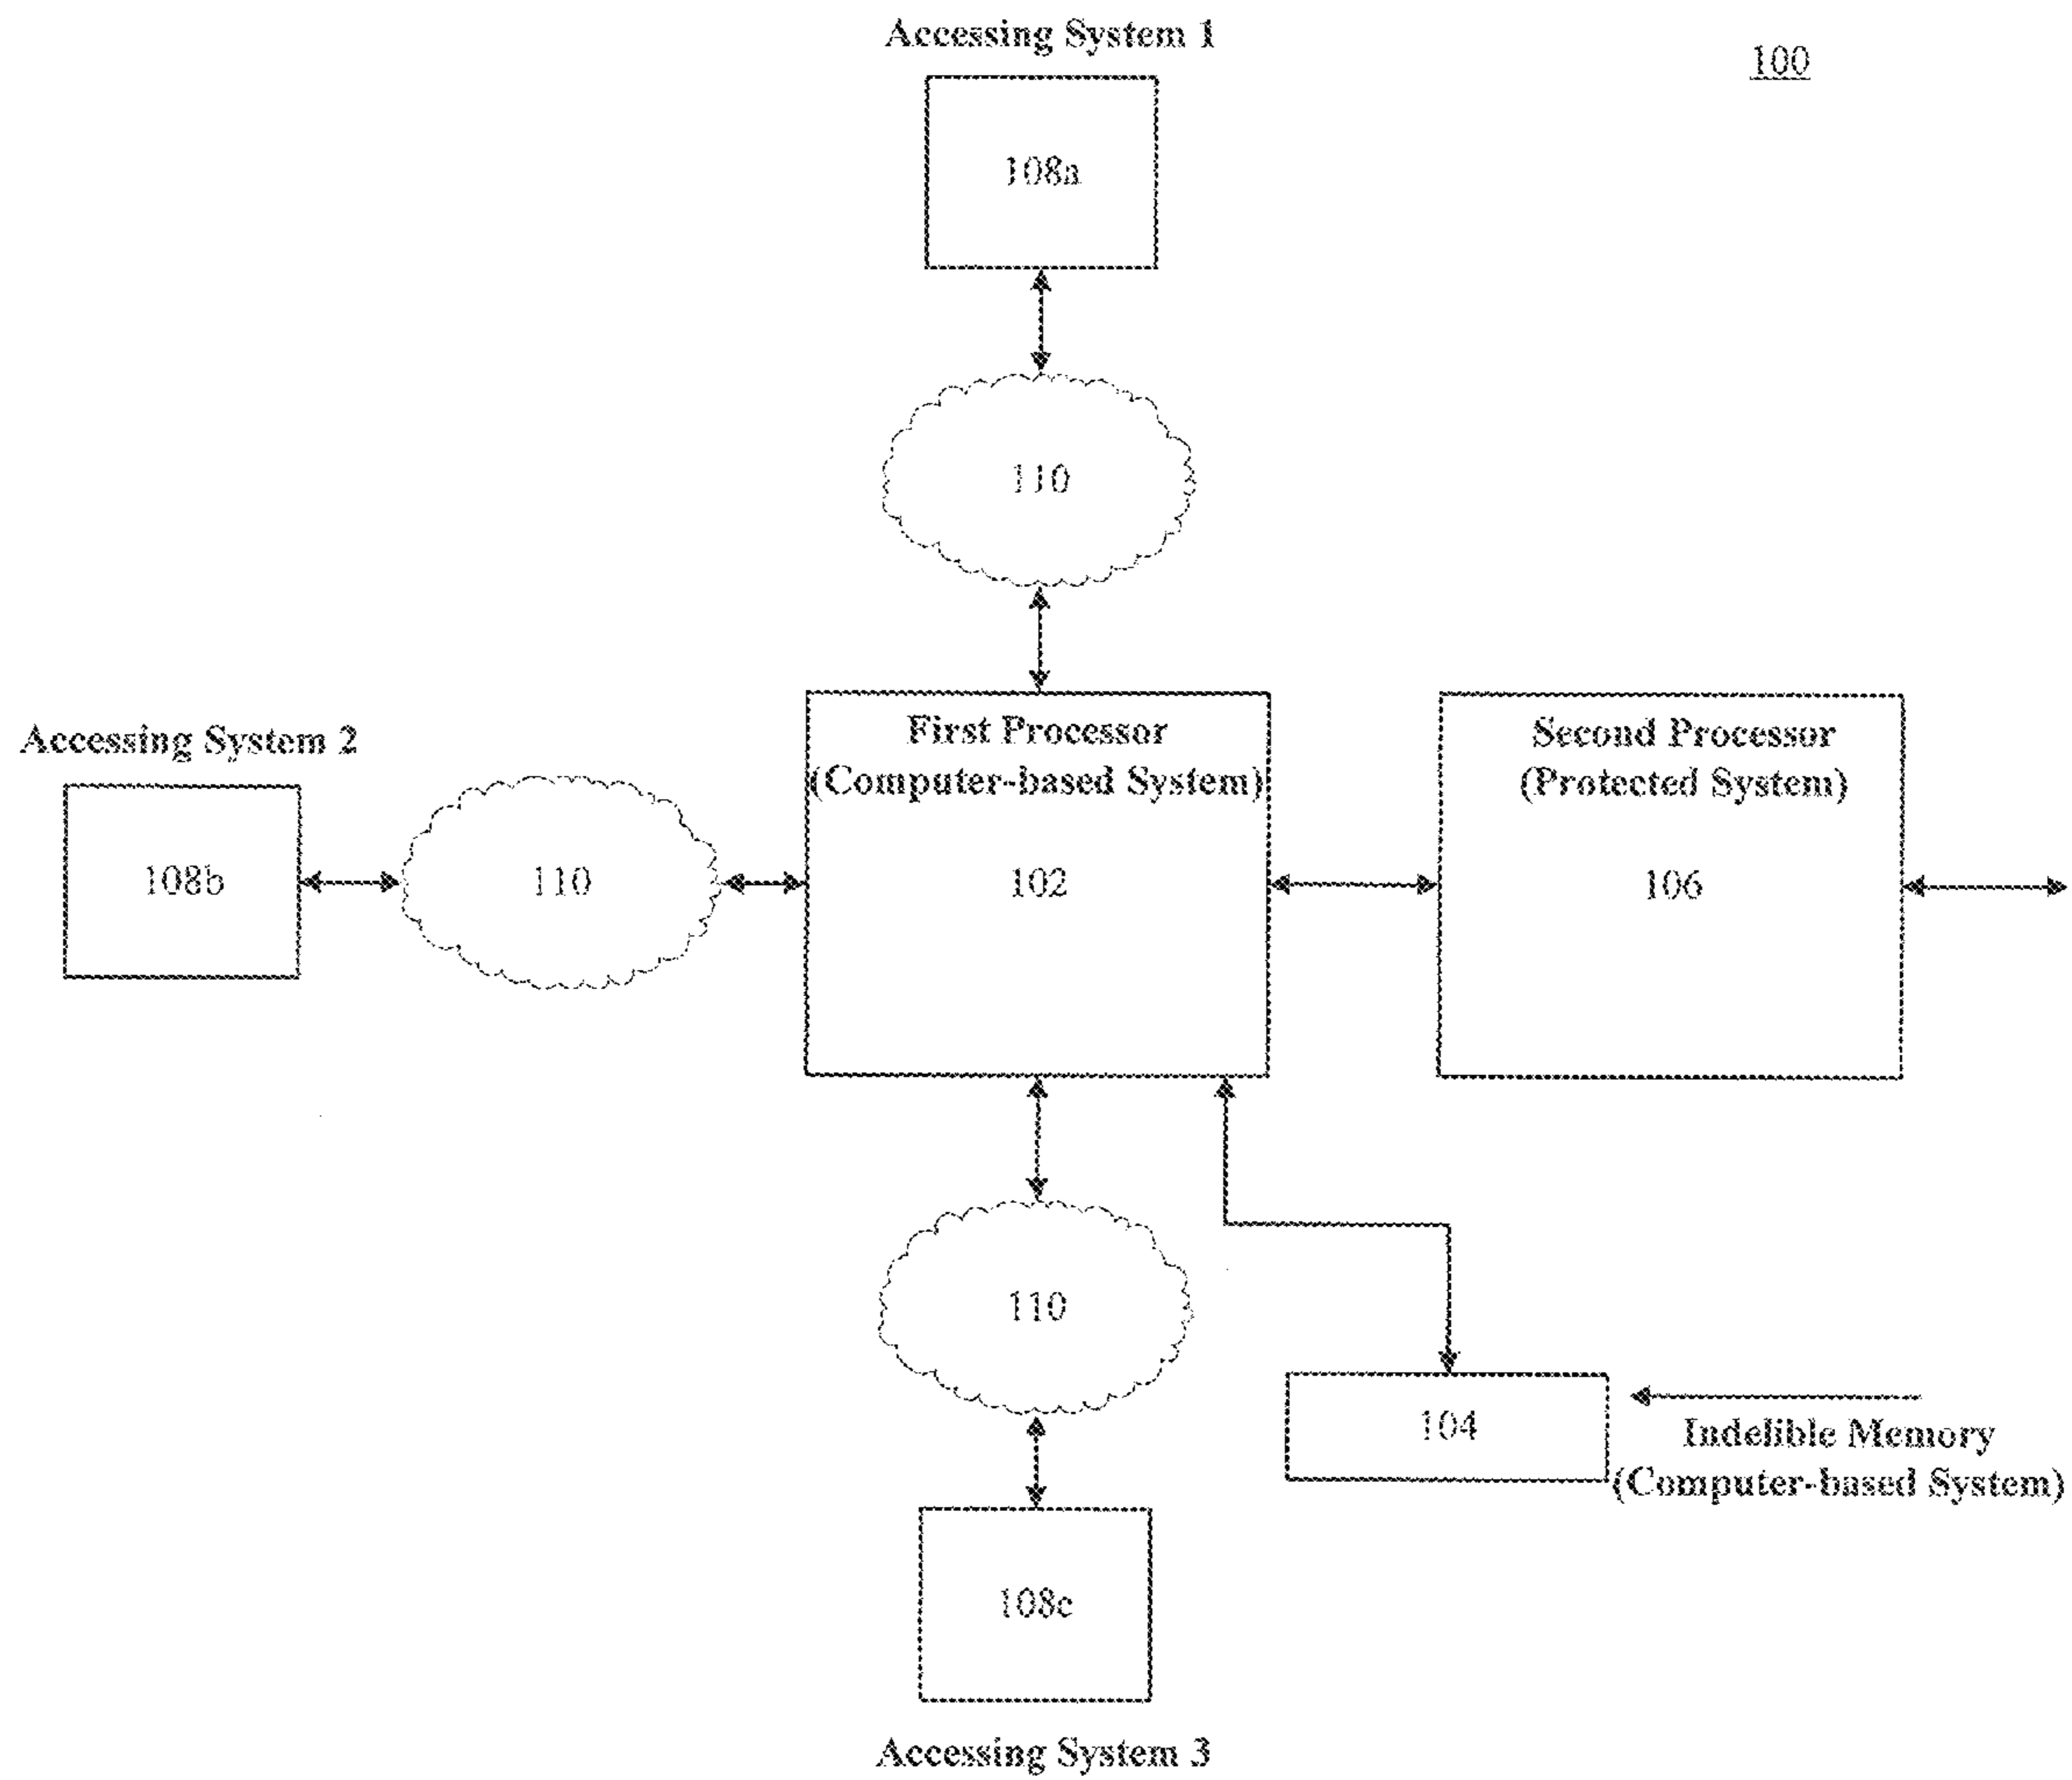 Accessing System 1
100
108a
110
First Processor
(Computer-based System)
102
Second Processor
(Protected System)
106
Accessing System 2
108b
110
110
104
Indelible Memory
(Computer-based System)
108c
Accessing System 3